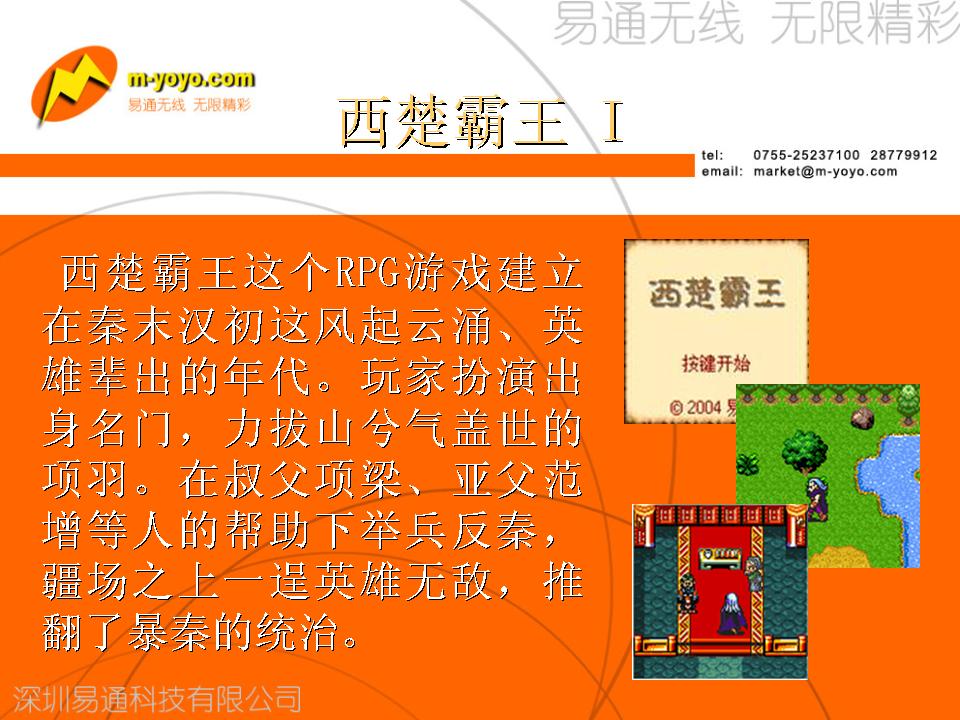 易通无线 无限精彩
m-yoyo.com
易通无线 无限精彩
西楚霸王 I
tel: 0755-25237100 28779912
email: market@m-yoyo.com
西楚霸王这个RPG游戏建立
在秦末汉初这风起云涌、英
雄辈出的年代。玩家扮演出
身名门，力拔山兮气盖世的
项羽。在叔父项梁、亚父范
增等人的帮助下举兵反秦，
疆场之上一逞英雄无敌，推
翻了暴秦的统治。
西楚霸王
按键开始
© 2004 易
深圳易通科技有限公司